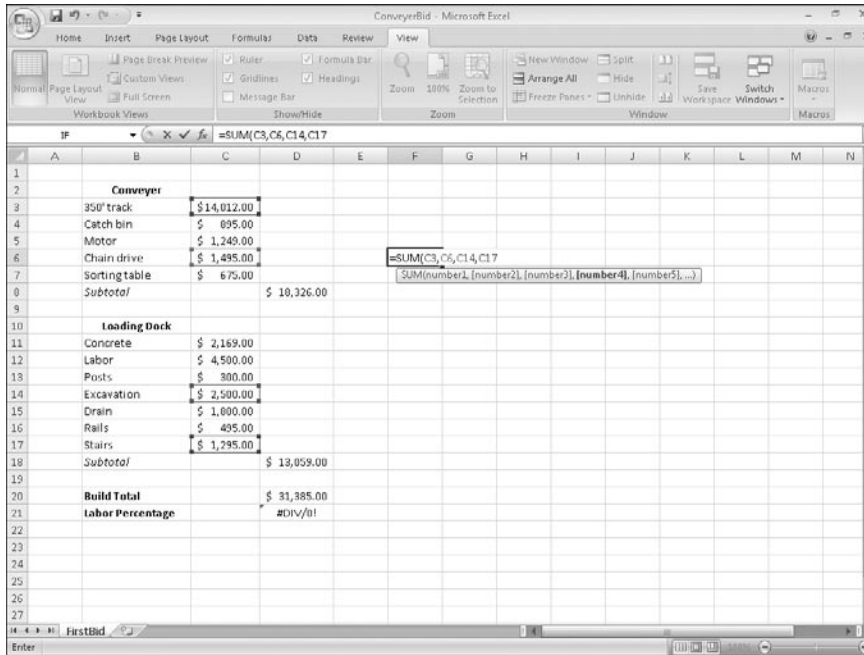 ConveyerBid - Microsoft Excel
Home Insert Page Layout Formulas Data Review View
Normal Page Layout View Page Break Preview Custom Views Full Screen
Workbook Views
Ruler Gridlines Message Bar Formula Bar Headings
Show/Hide
Zoom 100% Zoom to Selection
Zoom
New Window Arrange All Freeze Panes Split Hide Unhide Save Workspace Switch Windows
Window
Macros
Macros
IF =SUM(C3,C6,C14,C17
A B C D E F G H I J K L M N
1
2 Conveyer
3 350' track $14,012.00
4 Catch bin $ 895.00
5 Motor $ 1,249.00
6 Chain drive $ 1,495.00 =SUM(C3,C6,C14,C17
7 Sorting table $ 675.00 SUM(number1, [number2], [number3], [number4], [number5], ...)
8 Subtotal $ 18,326.00
9
10 Loading Dock
11 Concrete $ 2,169.00
12 Labor $ 4,500.00
13 Posts $ 300.00
14 Excavation $ 2,500.00
15 Drain $ 1,800.00
16 Rails $ 495.00
17 Stairs $ 1,295.00
18 Subtotal $ 13,059.00
19
20 Build Total $ 31,385.00
21 Labor Percentage #DIV/0!
22
23
24
25
26
27
FirstBid
Enter 100%